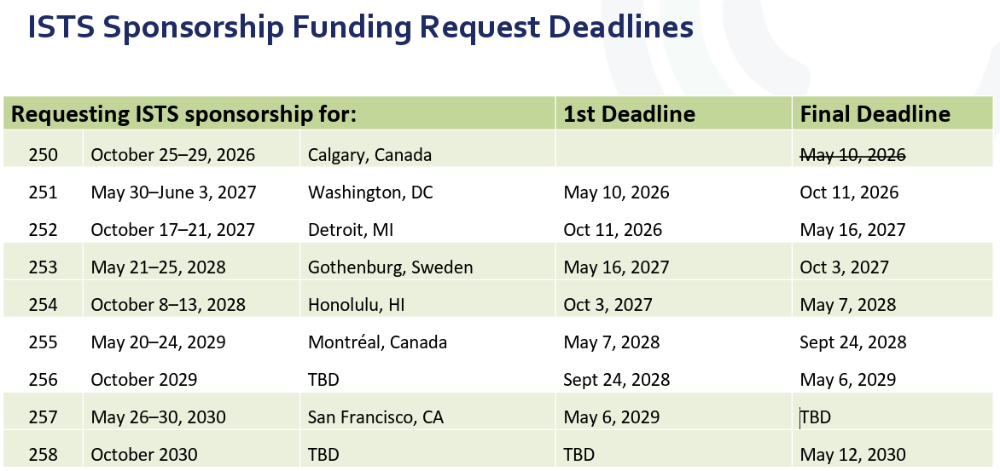 ISTS Sponsorship Funding Request Deadlines
Requesting ISTS sponsorship for: 1st Deadline Final Deadline
250 October 25–29, 2026 Calgary, Canada May 10, 2026
251 May 30–June 3, 2027 Washington, DC May 10, 2026 Oct 11, 2026
252 October 17–21, 2027 Detroit, MI Oct 11, 2026 May 16, 2027
253 May 21–25, 2028 Gothenburg, Sweden May 16, 2027 Oct 3, 2027
254 October 8–13, 2028 Honolulu, HI Oct 3, 2027 May 7, 2028
255 May 20–24, 2029 Montréal, Canada May 7, 2028 Sept 24, 2028
256 October 2029 TBD Sept 24, 2028 May 6, 2029
257 May 26–30, 2030 San Francisco, CA May 6, 2029 TBD
258 October 2030 TBD TBD May 12, 2030